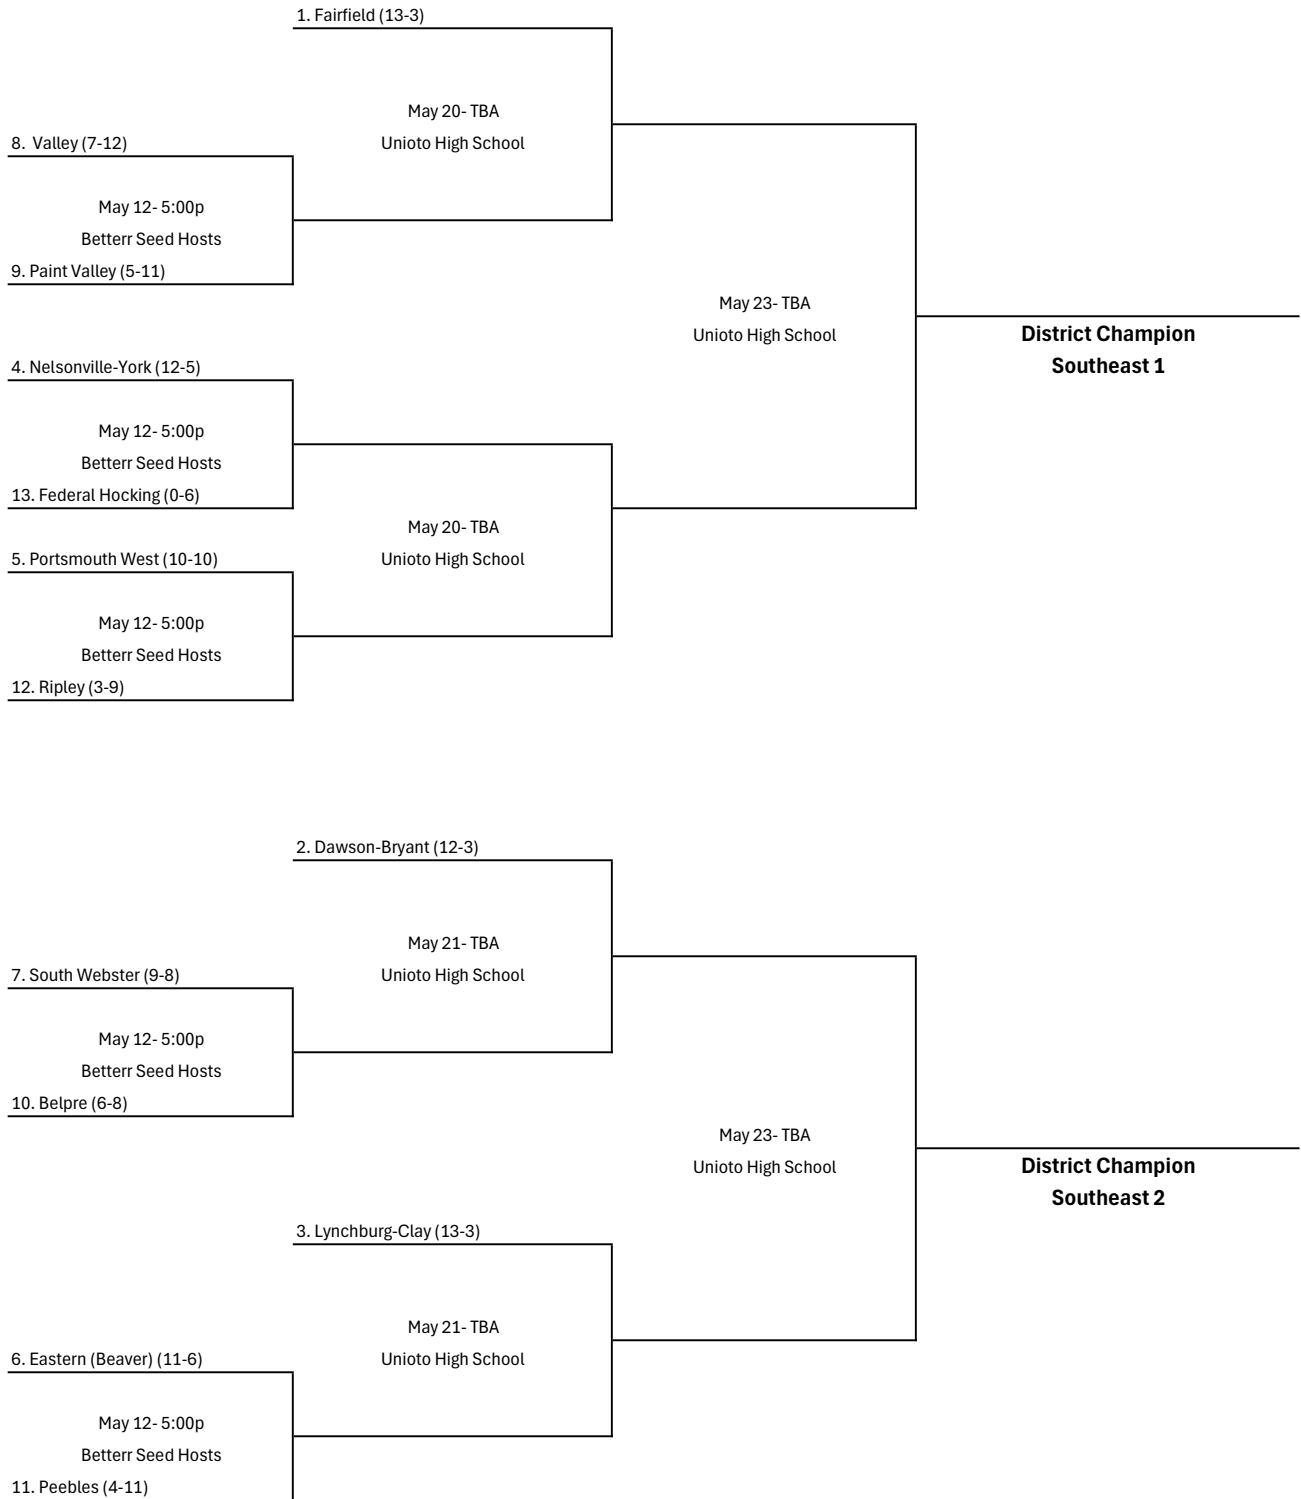 1. Fairfield (13-3)
May 20- TBA
8.  Valley (7-12)
Unioto High School
May 12- 5:00p
Betterr Seed Hosts
9. Paint Valley (5-11)
May 23- TBA
Unioto High School
District Champion
Southeast 1
4. Nelsonville-York (12-5)
May 12- 5:00p
Betterr Seed Hosts
13. Federal Hocking (0-6)
May 20- TBA
Unioto High School
5. Portsmouth West (10-10)
May 12- 5:00p
Betterr Seed Hosts
12. Ripley (3-9)
2. Dawson-Bryant (12-3)
May 21- TBA
Unioto High School
7. South Webster (9-8)
May 12- 5:00p
Betterr Seed Hosts
10. Belpre (6-8)
May 23- TBA
Unioto High School
District Champion
Southeast 2
3. Lynchburg-Clay (13-3)
May 21- TBA
Unioto High School
6. Eastern (Beaver) (11-6)
May 12- 5:00p
Betterr Seed Hosts
11. Peebles (4-11)